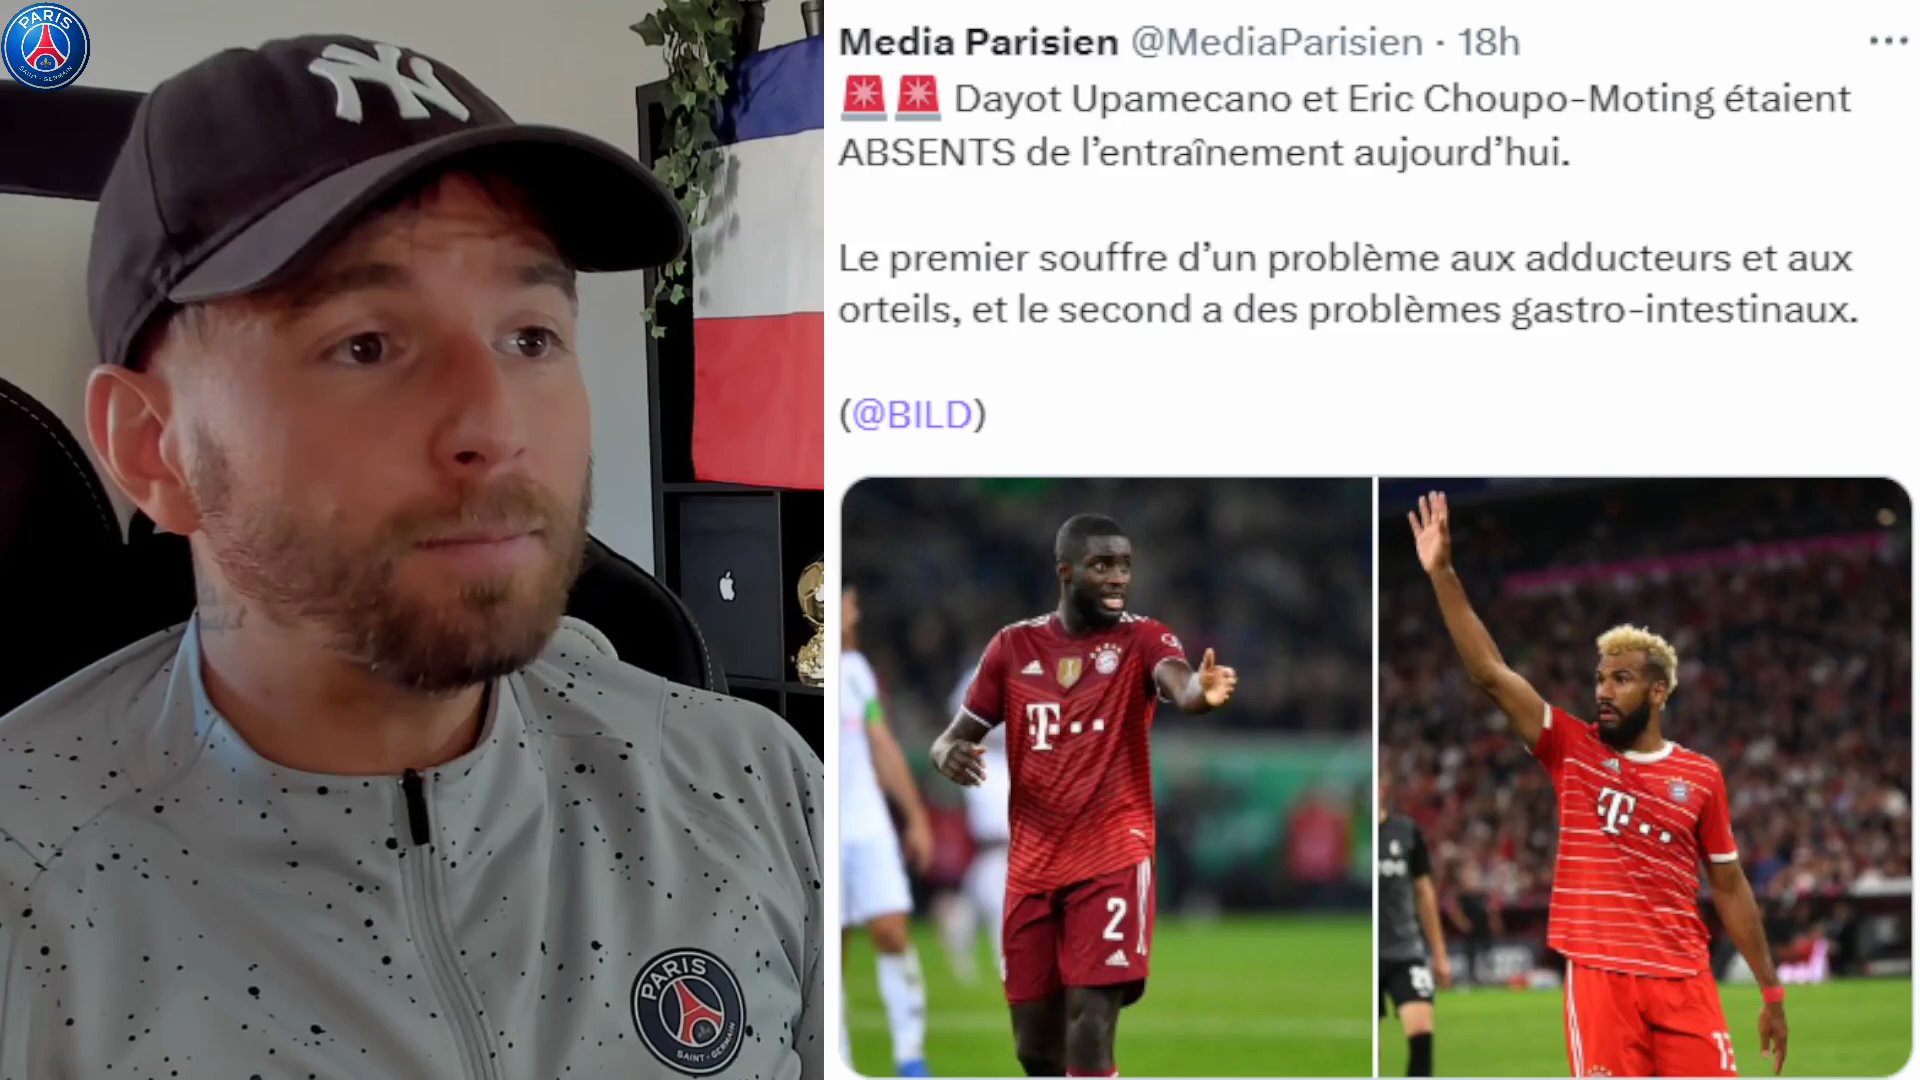 PARIS
SAINT-GERMAIN
NY
Media Parisien @MediaParisien · 18h
Dayot Upamecano et Eric Choupo-Moting étaient
ABSENTS de l’entraînement aujourd’hui.
Le premier souffre d’un problème aux adducteurs et aux
orteils, et le second a des problèmes gastro-intestinaux.
(@BILD)
T
2
T
13
PARIS
SAINT-GERMAIN